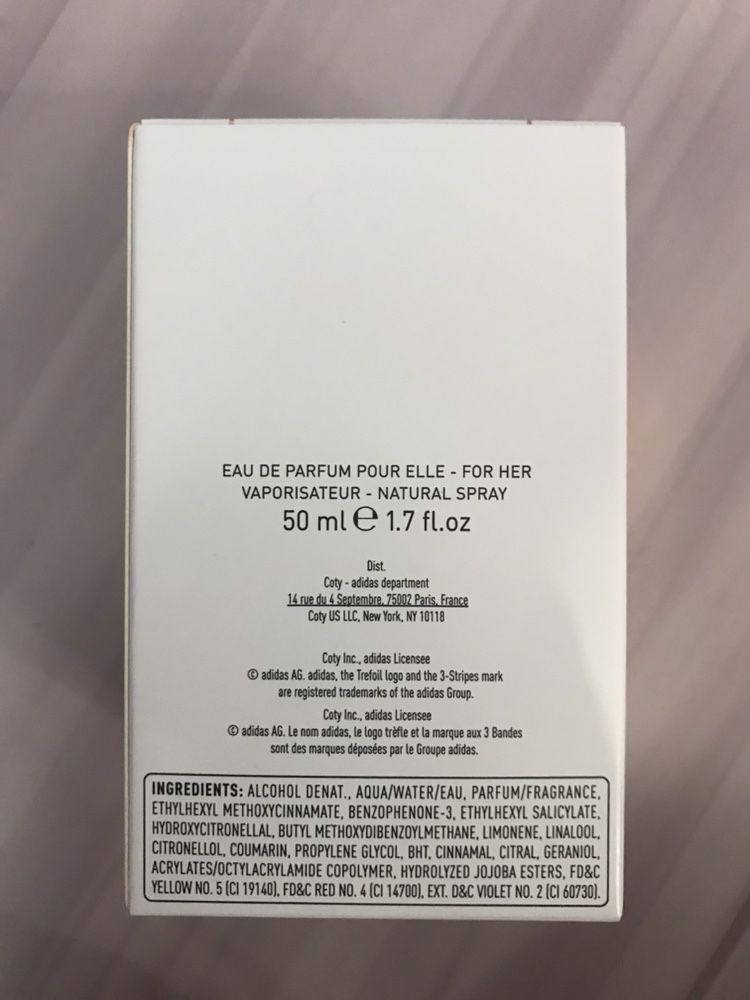 EAU DE PARFUM POUR ELLE - FOR HER
VAPORISATEUR - NATURAL SPRAY
50 ml ℮ 1.7 fl.oz
Dist.
Coty - adidas department
14 rue du 4 Septembre, 75002 Paris, France
Coty US LLC, New York, NY 10118
Coty Inc., adidas Licensee
© adidas AG. adidas, the Trefoil logo and the 3-Stripes mark
are registered trademarks of the adidas Group.
Coty Inc., adidas Licensee
© adidas AG. Le nom adidas, le logo trèfle et la marque aux 3 Bandes
sont des marques déposées par le Groupe adidas.
INGREDIENTS: ALCOHOL DENAT., AQUA/WATER/EAU, PARFUM/FRAGRANCE,
ETHYLHEXYL METHOXYCINNAMATE, BENZOPHENONE-3, ETHYLHEXYL SALICYLATE,
HYDROXYCITRONELLAL, BUTYL METHOXYDIBENZOYLMETHANE, LIMONENE, LINALOOL,
CITRONELLOL, COUMARIN, PROPYLENE GLYCOL, BHT, CINNAMAL, CITRAL, GERANIOL,
ACRYLATES/OCTYLACRYLAMIDE COPOLYMER, HYDROLYZED JOJOBA ESTERS, FD&C
YELLOW NO. 5 (CI 19140), FD&C RED NO. 4 (CI 14700), EXT. D&C VIOLET NO. 2 (CI 60730).